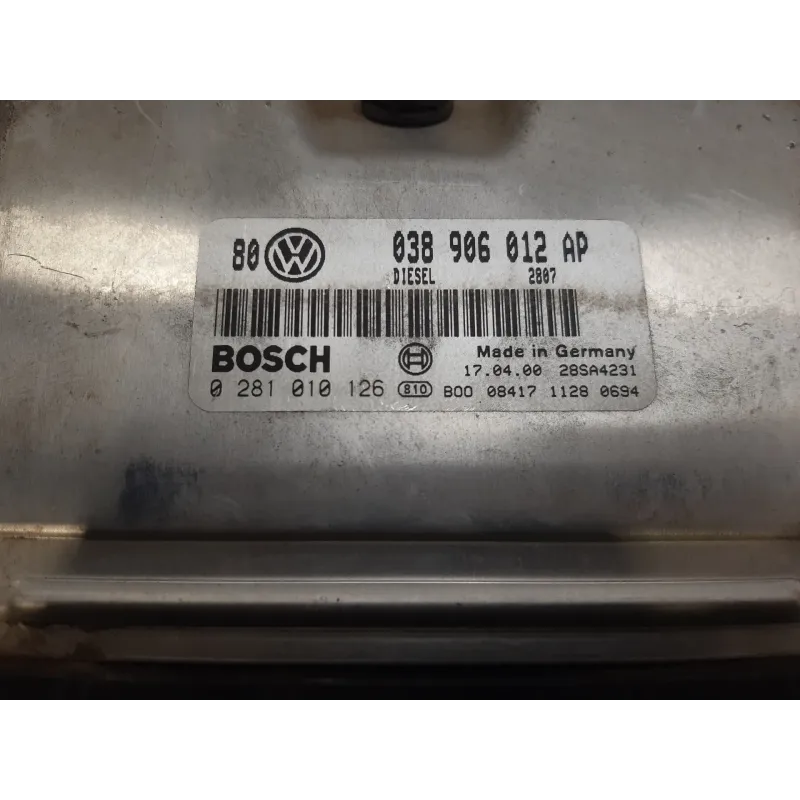 80 VW 038 906 012 AP
DIESEL 2807
BOSCH Made in Germany
17.04.00 28SA4231
0 281 010 126 810 B00 08417 1128 0694